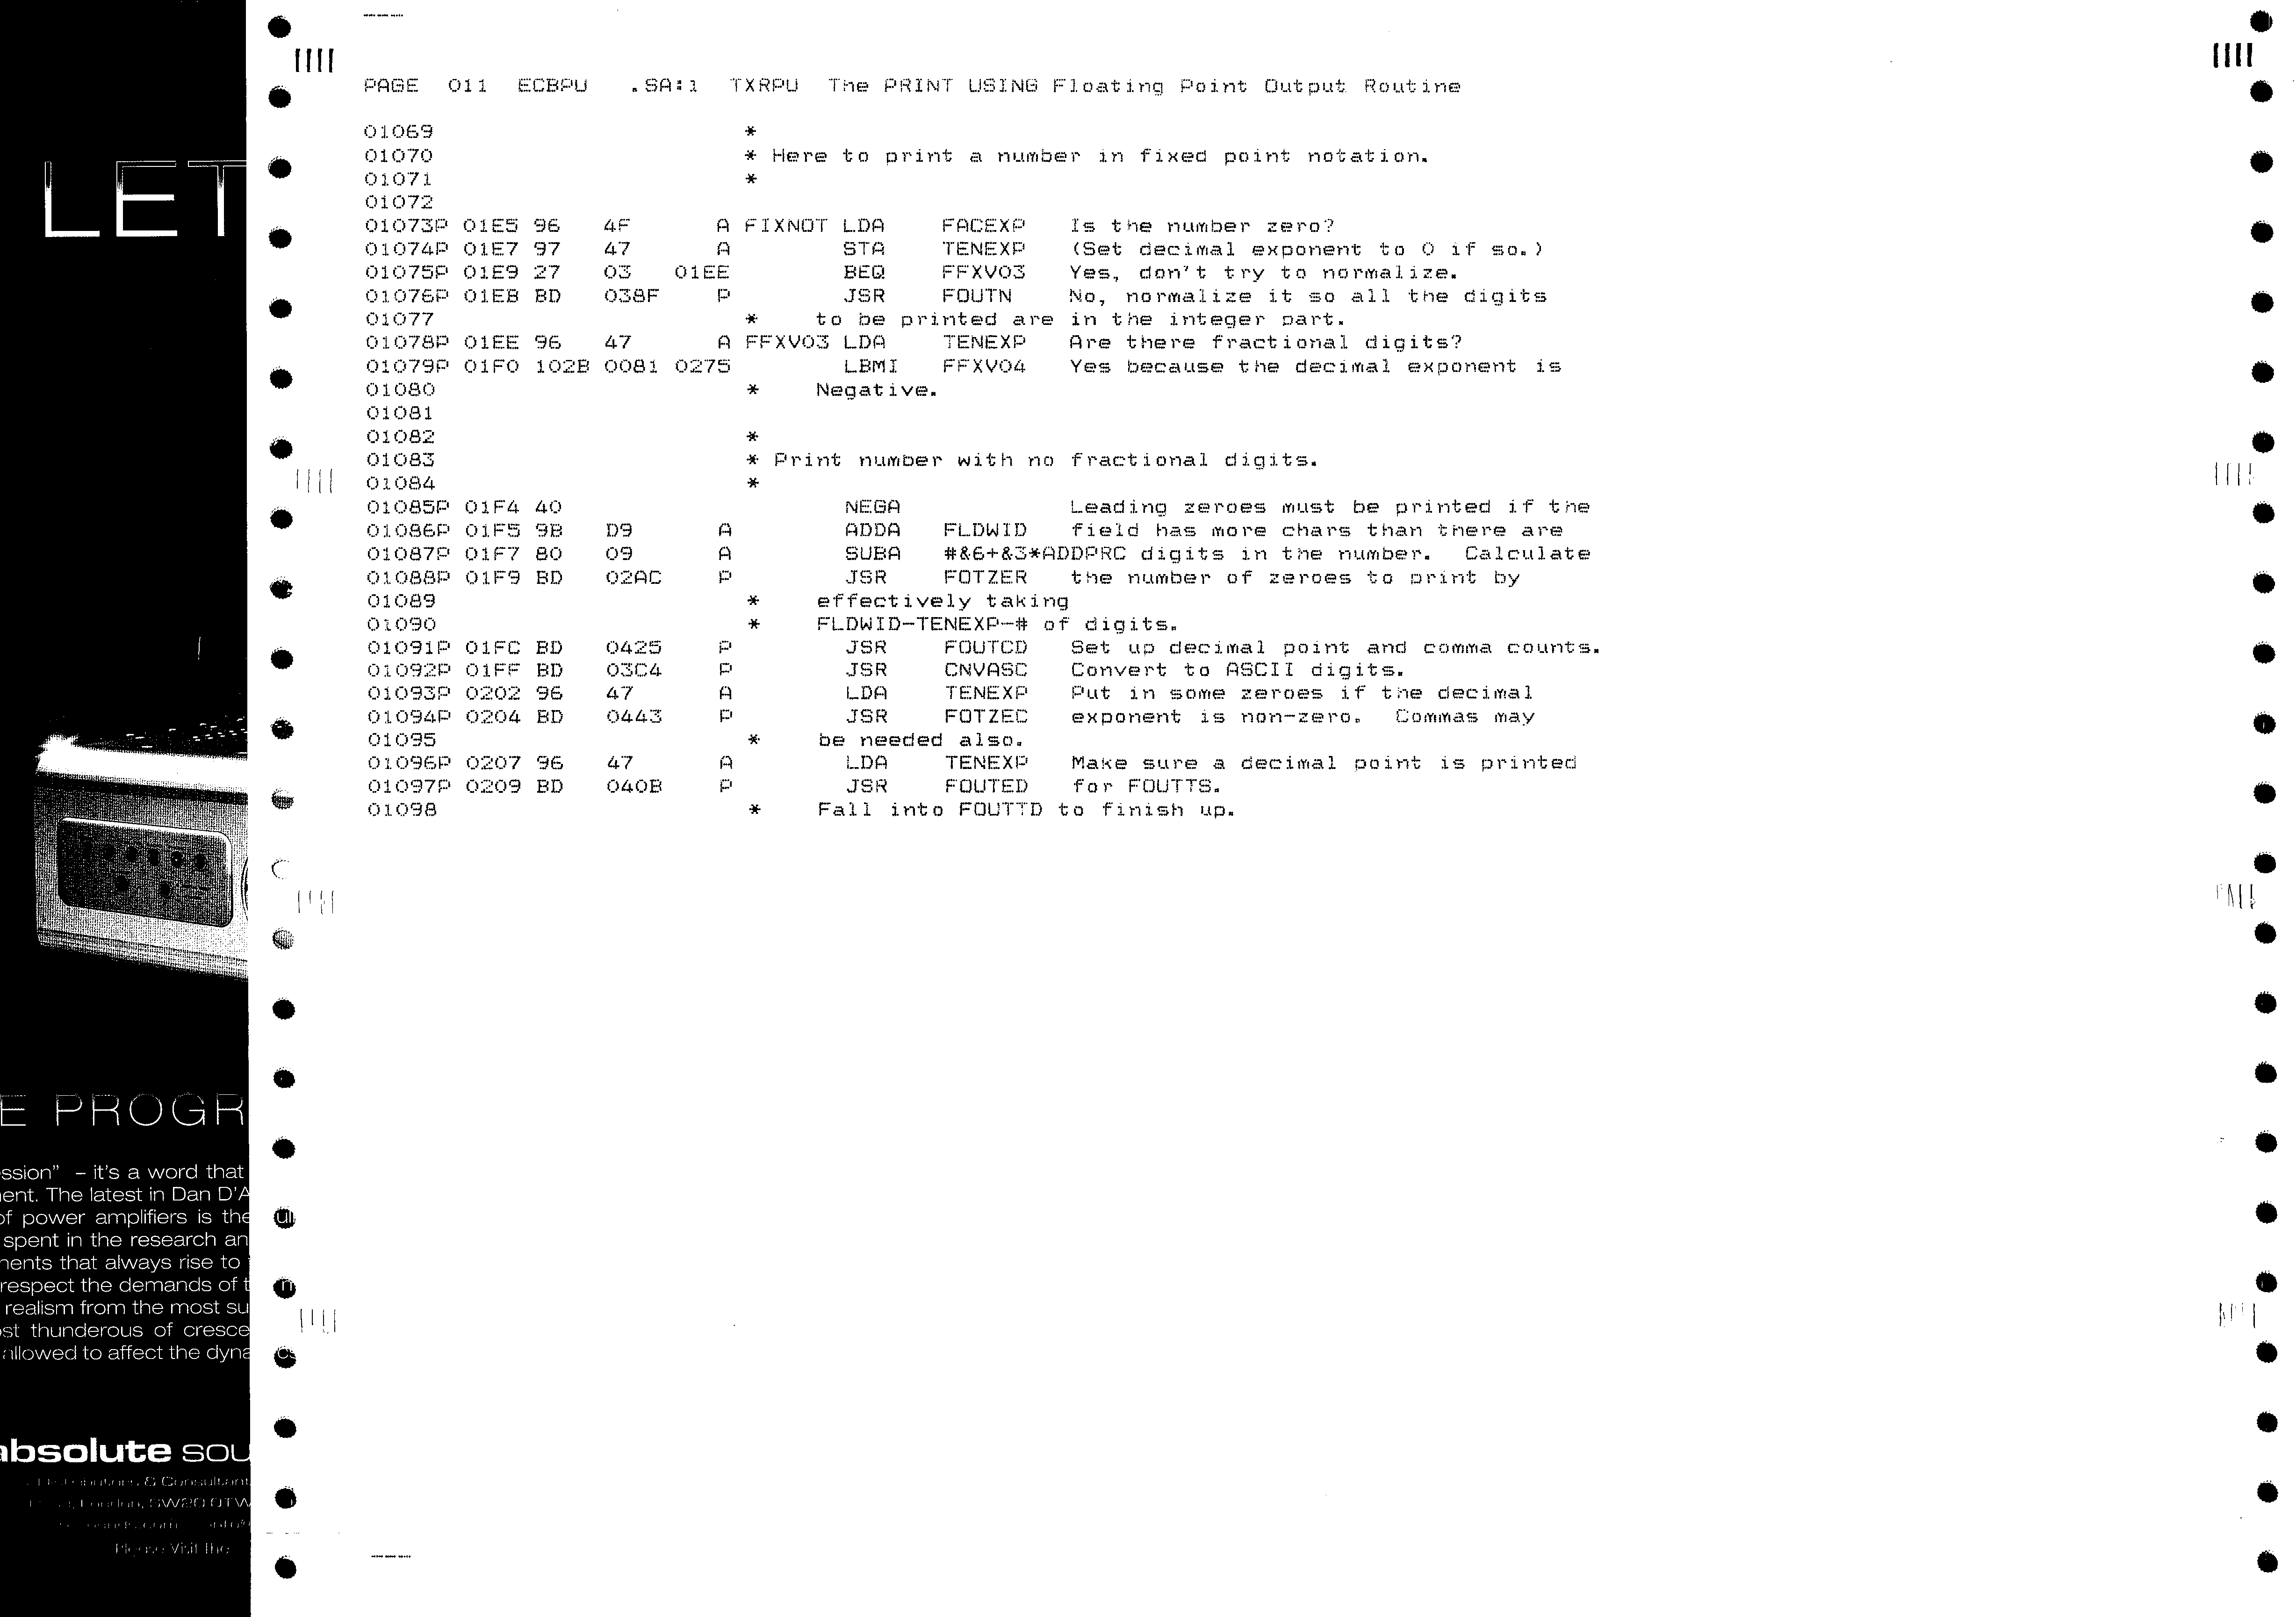 PAGE 011 ECBPU .SA:1 TXRPU The PRINT USING Floating Point Output Routine
01069 *
01070 * Here to print a number in fixed point notation.
01071 *
01072
01073P 01E5 96 4F A FIXNOT LDA FACEXP Is the number zero?
01074P 01E7 97 47 A STA TENEXP (Set decimal exponent to 0 if so.)
01075P 01E9 27 03 01EE BEQ FFXV03 Yes, don't try to normalize.
01076P 01EB BD 038F P JSR FOUTN No, normalize it so all the digits
01077 * to be printed are in the integer part.
01078P 01EE 96 47 A FFXV03 LDA TENEXP Are there fractional digits?
01079P 01F0 102B 0081 0275 LBMI FFXV04 Yes because the decimal exponent is
01080 * Negative.
01081
01082 *
01083 * Print number with no fractional digits.
01084 *
01085P 01F4 40 NEGA Leading zeroes must be printed if the
01086P 01F5 9B D9 A ADDA FLDWID field has more chars than there are
01087P 01F7 80 09 A SUBA #&6+&3*ADDPRC digits in the number. Calculate
01088P 01F9 BD 02AC P JSR FOTZER the number of zeroes to print by
01089 * effectively taking
01090 * FLDWID-TENEXP-# of digits.
01091P 01FC BD 0425 P JSR FOUTCD Set up decimal point and comma counts.
01092P 01FF BD 03C4 P JSR CNVASC Convert to ASCII digits.
01093P 0202 96 47 A LDA TENEXP Put in some zeroes if the decimal
01094P 0204 BD 0443 P JSR FOTZEC exponent is non-zero. Commas may
01095 * be needed also.
01096P 0207 96 47 A LDA TENEXP Make sure a decimal point is printed
01097P 0209 BD 040B P JSR FOUTED for FOUTTS.
01098 * Fall into FOUTTD to finish up.
LET
E PROGR
ssion" – it's a word that
ent. The latest in Dan D'A
of power amplifiers is the
spent in the research an
nents that always rise to
respect the demands of t
realism from the most su
ost thunderous of cresce
allowed to affect the dyna
absolute sou
& Consultant
London, SW20 0TW
Please Visit the